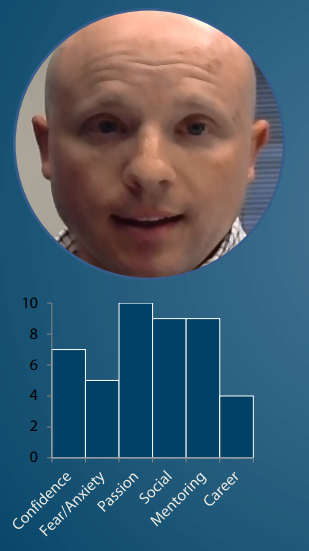 10
8
6
4
2
0
Confidence
Fear/Anxiety
Passion
Social
Mentoring
Career